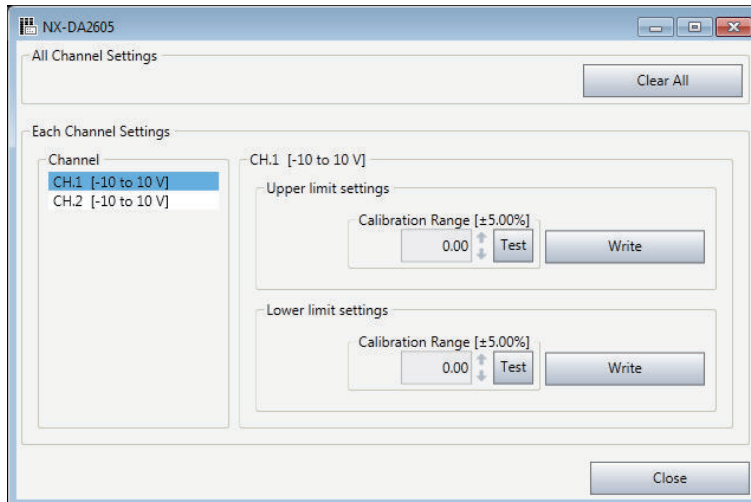 NX-DA2605
All Channel Settings
Clear All
Each Channel Settings
Channel
CH.1 [-10 to 10 V]
CH.2 [-10 to 10 V]
CH.1 [-10 to 10 V]
Upper limit settings
Calibration Range [±5.00%]
0.00 Test Write
Lower limit settings
Calibration Range [±5.00%]
0.00 Test Write
Close